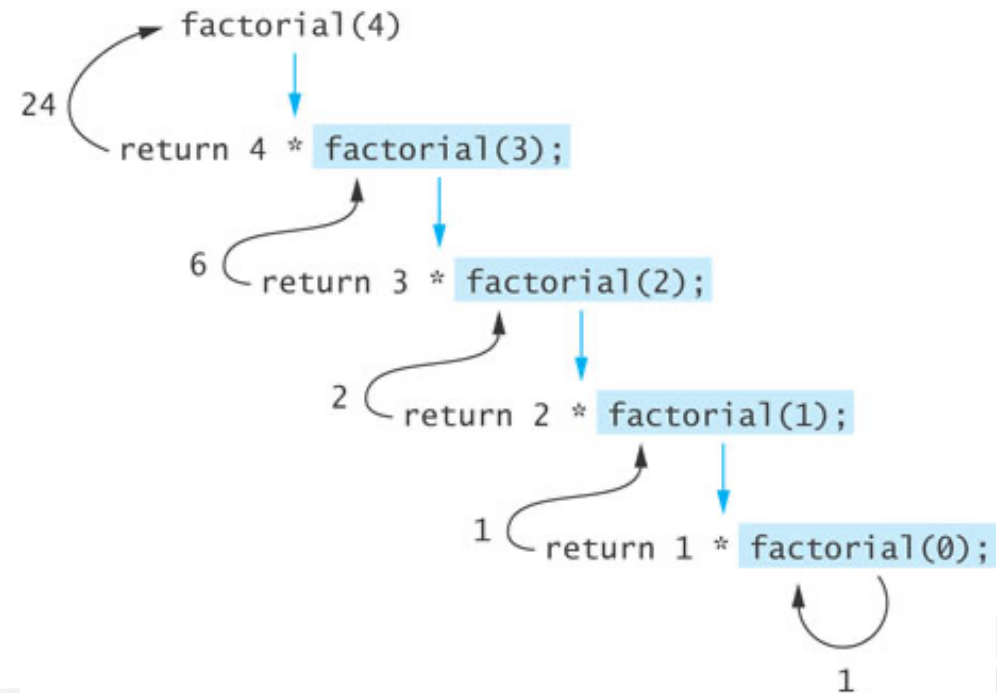 factorial(4)
24
return 4 * factorial(3);
6
return 3 * factorial(2);
2
return 2 * factorial(1);
1
return 1 * factorial(0);
1